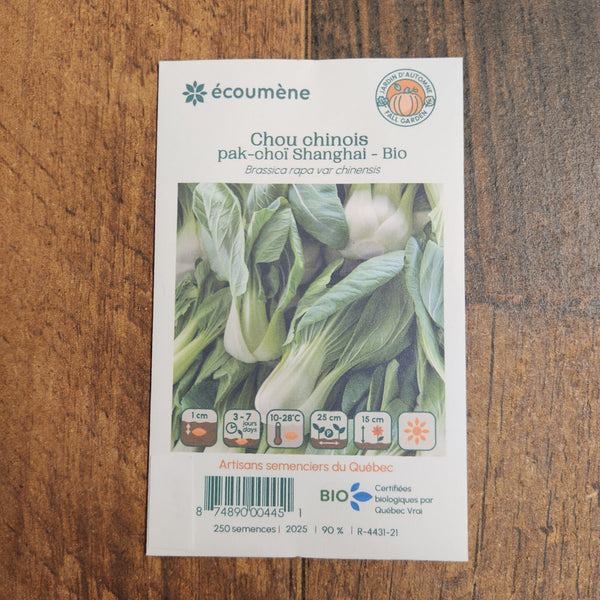 écoumène
JARDIN D'AUTOMNE
FALL GARDEN
Chou chinois
pak-choï Shanghai - Bio
Brassica rapa var chinensis
1 cm
3 - 7
jours
days
10-28°C
25 cm
P
15 cm
Artisans semenciers du Québec
BIO
Certifiées
biologiques par
Québec Vrai
8 74890 00445 1
250 semences | 2025 | 90 % | R-4431-21